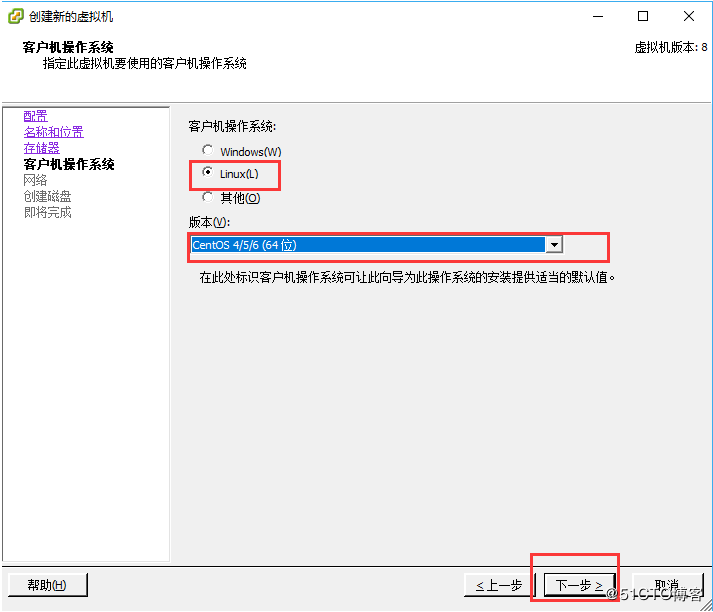 创建新的虚拟机
客户机操作系统
指定此虚拟机要使用的客户机操作系统
虚拟机版本: 8
配置
名称和位置
存储器
客户机操作系统
网络
创建磁盘
即将完成
客户机操作系统:
Windows(W)
Linux(L)
其他(O)
版本(V):
CentOS 4/5/6 (64 位)
在此处标识客户机操作系统可让此向导为此操作系统的安装提供适当的默认值。
帮助(H)
< 上一步
下一步 >
取消
@51CTO博客